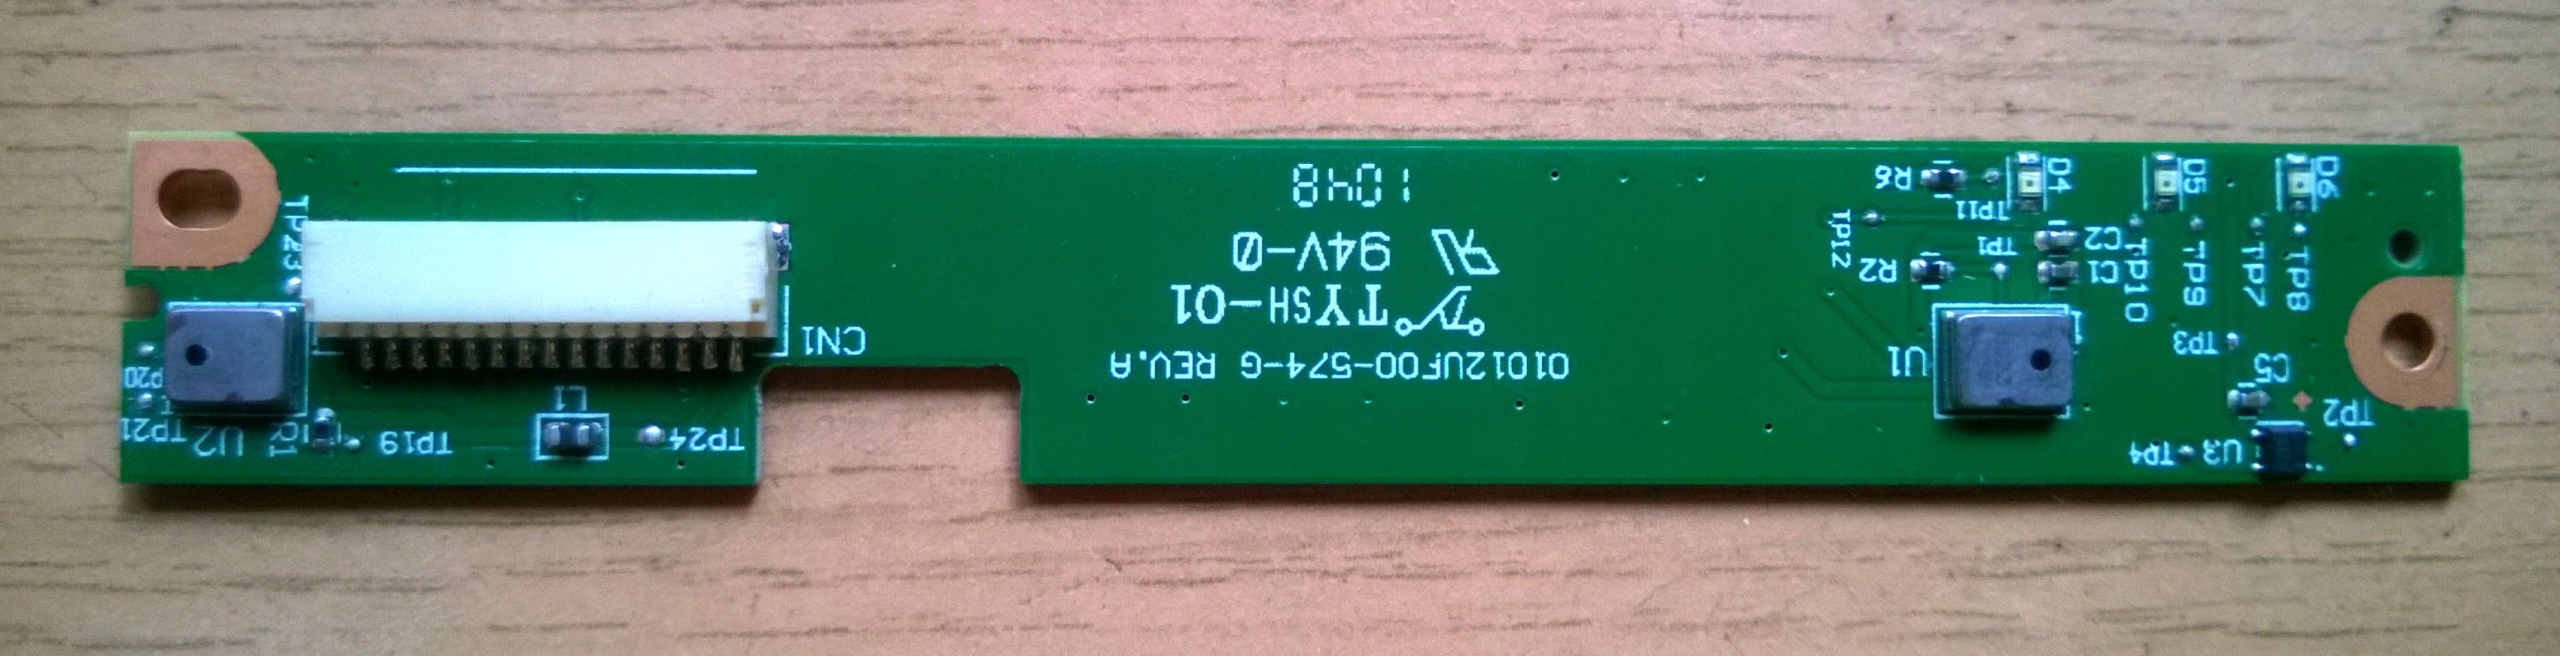 01012UF00-574-G REV.A
TYSH-01
94V-0
1048
CN1
TP23
TP20
TP21
U2
Q1
TP19
L1
TP24
U1
R6
R2
TP11
TP12
TP1
D4
D5
D6
C2
C1
TP10
TP9
TP7
TP8
TP3
C5
TP2
TP4
U3